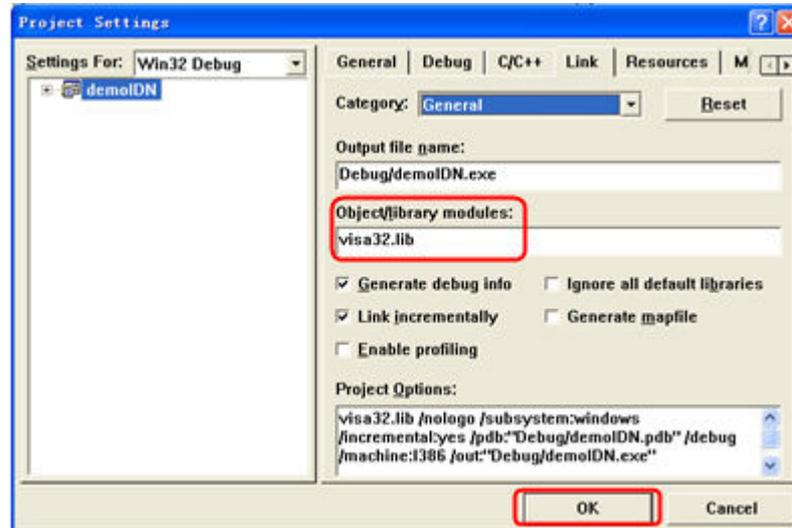 Project Settings
Settings For: Win32 Debug
demoIDN
General Debug C/C++ Link Resources M
Category: General Reset
Output file name:
Debug/demoIDN.exe
Object/library modules:
visa32.lib
Generate debug info Ignore all default libraries
Link incrementally Generate mapfile
Enable profiling
Project Options:
visa32.lib /nologo /subsystem:windows
/incremental:yes /pdb:"Debug/demoIDN.pdb" /debug
/machine:I386 /out:"Debug/demoIDN.exe"
OK Cancel